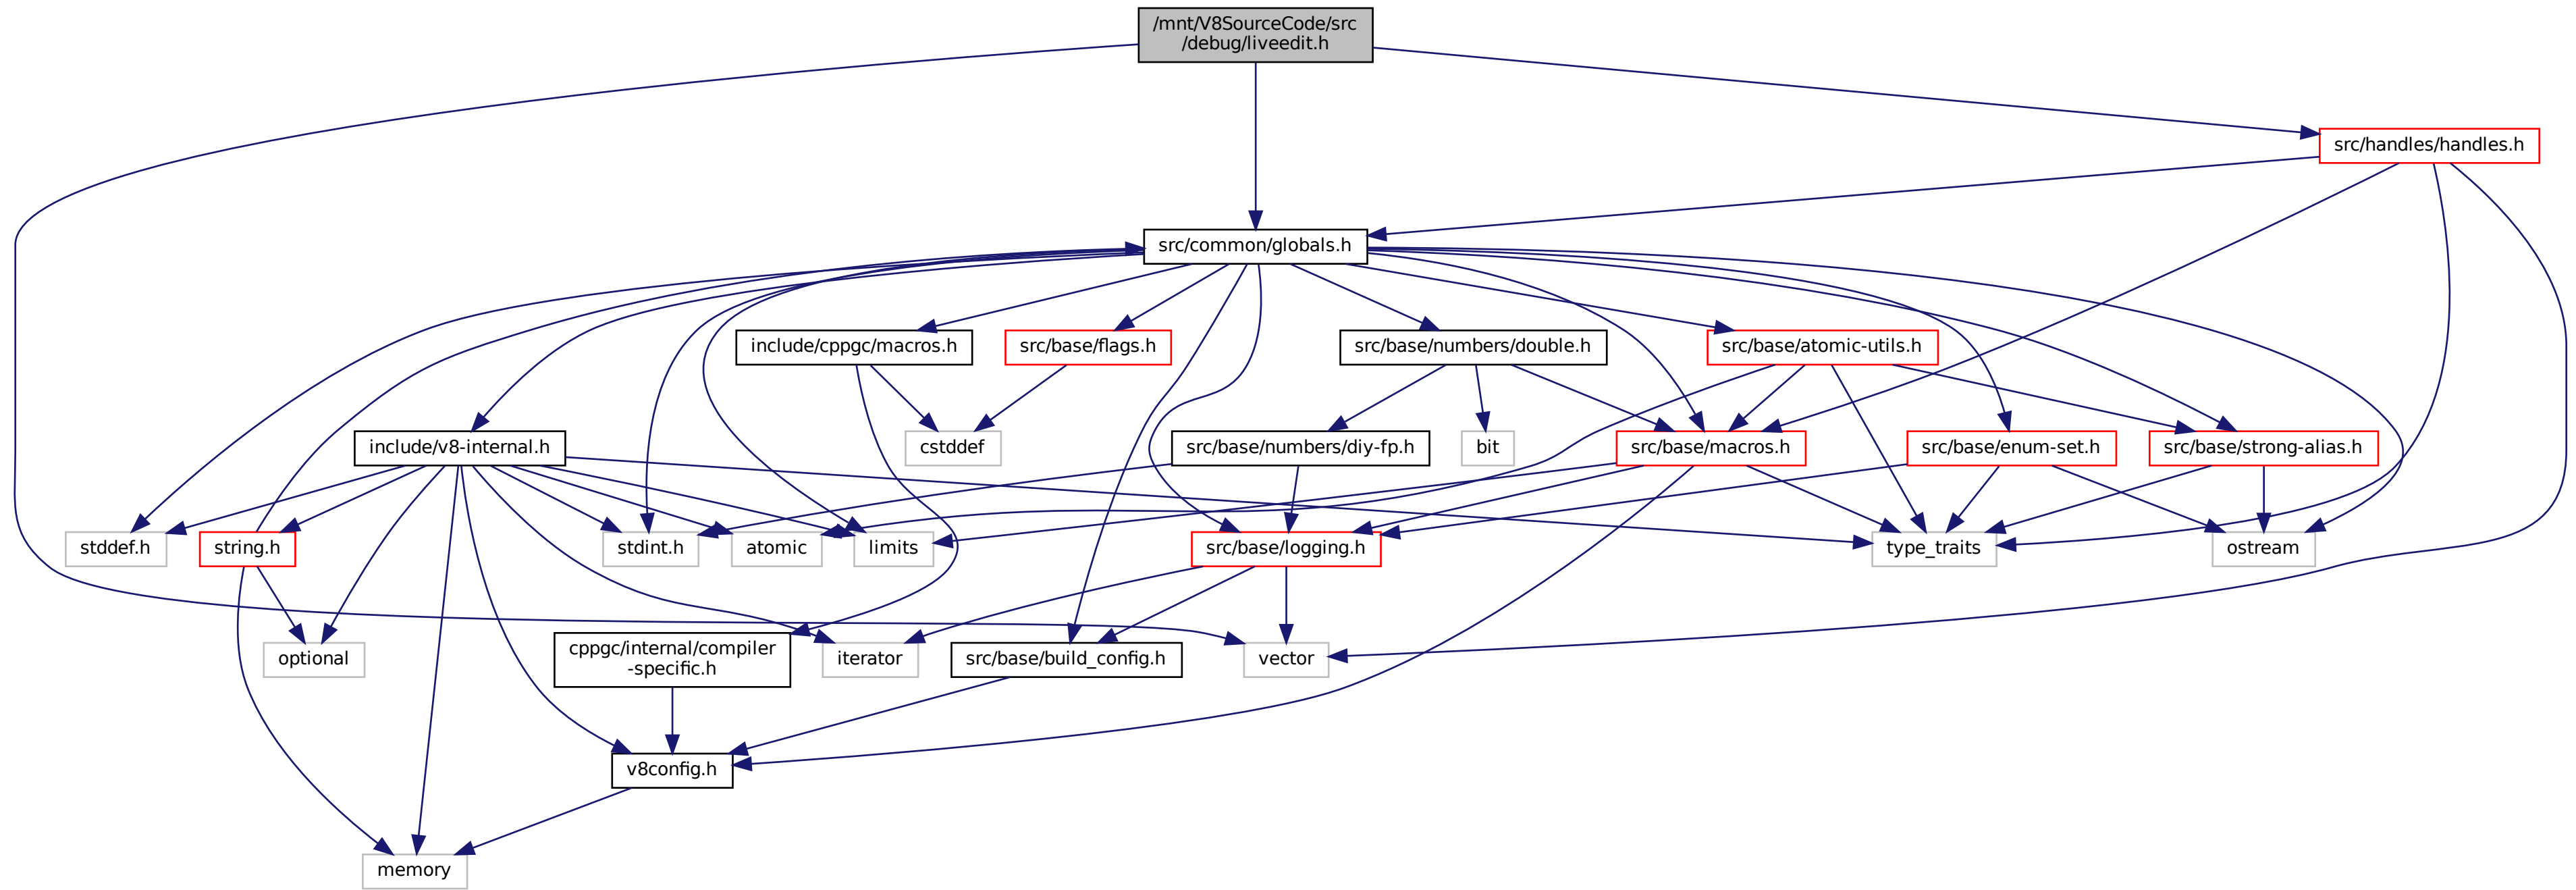 /mnt/V8SourceCode/src
/debug/liveedit.h
src/handles/handles.h
src/common/globals.h
include/cppgc/macros.h
src/base/flags.h
src/base/numbers/double.h
src/base/atomic-utils.h
include/v8-internal.h
cstddef
src/base/numbers/diy-fp.h
bit
src/base/macros.h
src/base/enum-set.h
src/base/strong-alias.h
stddef.h
string.h
stdint.h
atomic
limits
src/base/logging.h
type_traits
ostream
optional
cppgc/internal/compiler
-specific.h
iterator
src/base/build_config.h
vector
v8config.h
memory